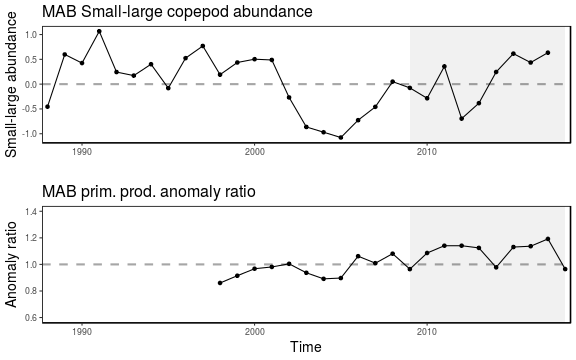 MAB Small-large copepod abundance
Small-large abundance
1.0
0.5
0.0
-0.5
-1.0
1990 2000 2010
MAB prim. prod. anomaly ratio
Anomaly ratio
1.4
1.2
1.0
0.8
0.6
1990 2000 2010
Time